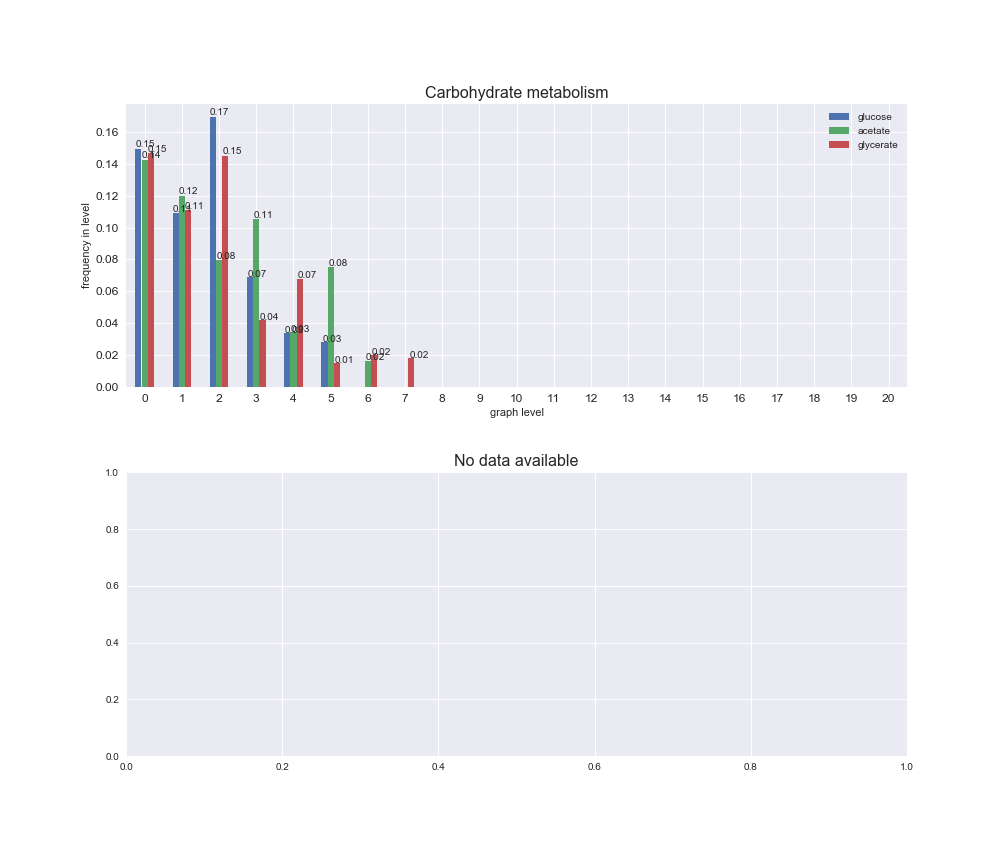 Carbohydrate metabolism
glucose
acetate
glycerate
frequency in level
0.16
0.14
0.12
0.10
0.08
0.06
0.04
0.02
0.00
0.15 0.14 0.15
0.11 0.12 0.11
0.17 0.08 0.15
0.07 0.11 0.04
0.03 0.03 0.07
0.03 0.08 0.01
0.02 0.02
0.02
0 1 2 3 4 5 6 7 8 9 10 11 12 13 14 15 16 17 18 19 20
graph level
No data available
1.0
0.8
0.6
0.4
0.2
0.0
0.0 0.2 0.4 0.6 0.8 1.0